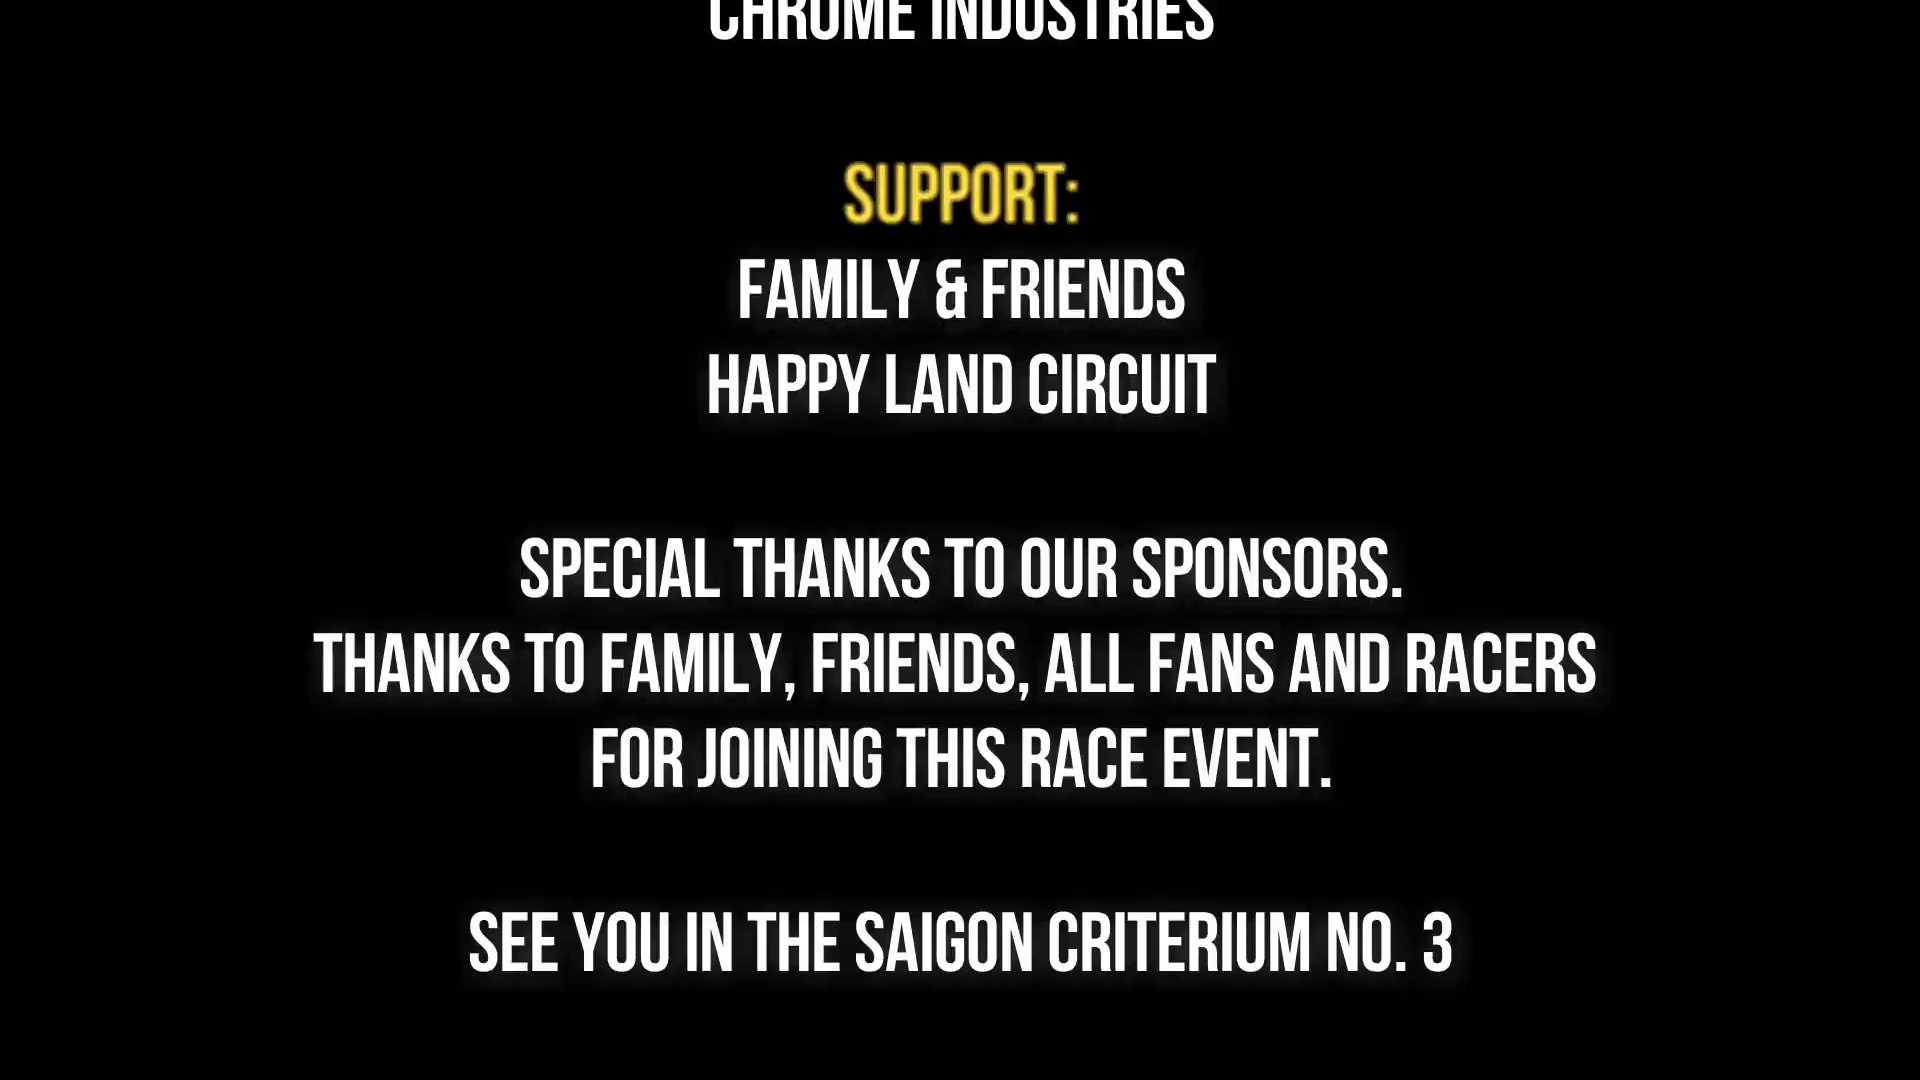 CHROME INDUSTRIES
SUPPORT:
FAMILY & FRIENDS
HAPPY LAND CIRCUIT
SPECIAL THANKS TO OUR SPONSORS.
THANKS TO FAMILY, FRIENDS, ALL FANS AND RACERS
FOR JOINING THIS RACE EVENT.
SEE YOU IN THE SAIGON CRITERIUM NO. 3